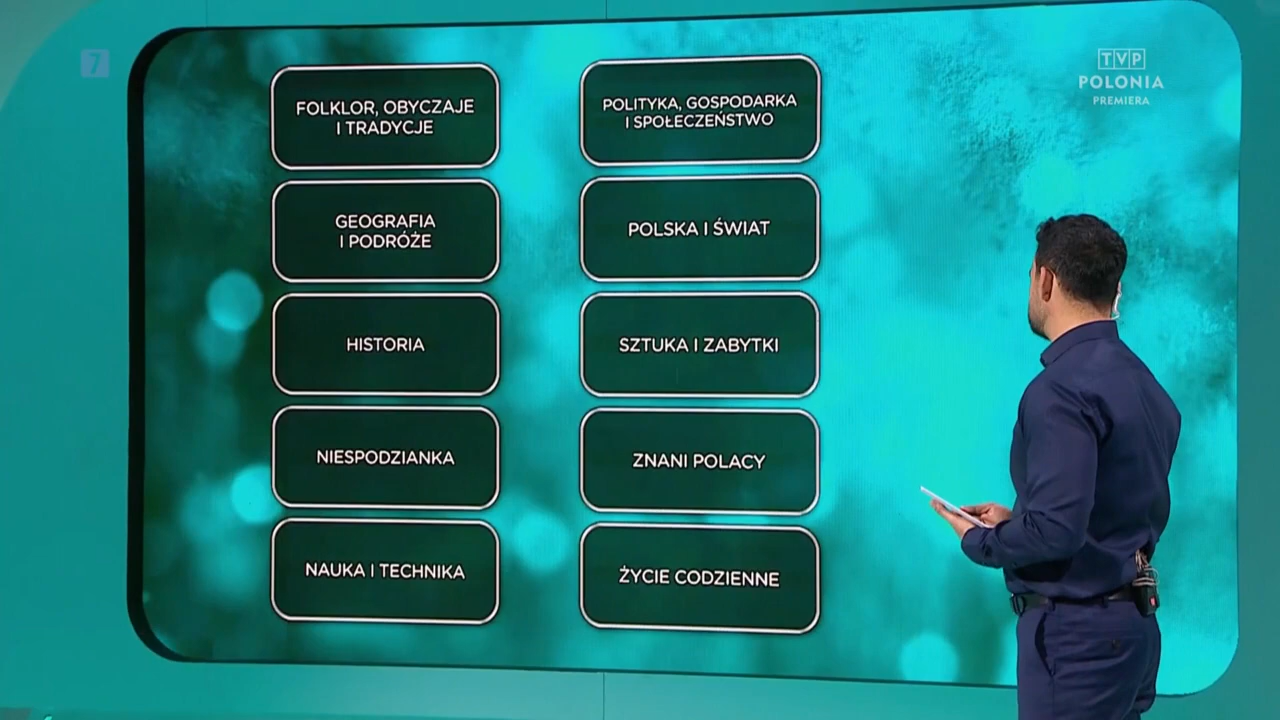 7
TVP
POLONIA
PREMIERA
FOLKLOR, OBYCZAJE
I TRADYCJE
GEOGRAFIA
I PODRÓŻE
HISTORIA
NIESPODZIANKA
NAUKA I TECHNIKA
POLITYKA, GOSPODARKA
I SPOŁECZEŃSTWO
POLSKA I ŚWIAT
SZTUKA I ZABYTKI
ZNANI POLACY
ŻYCIE CODZIENNE